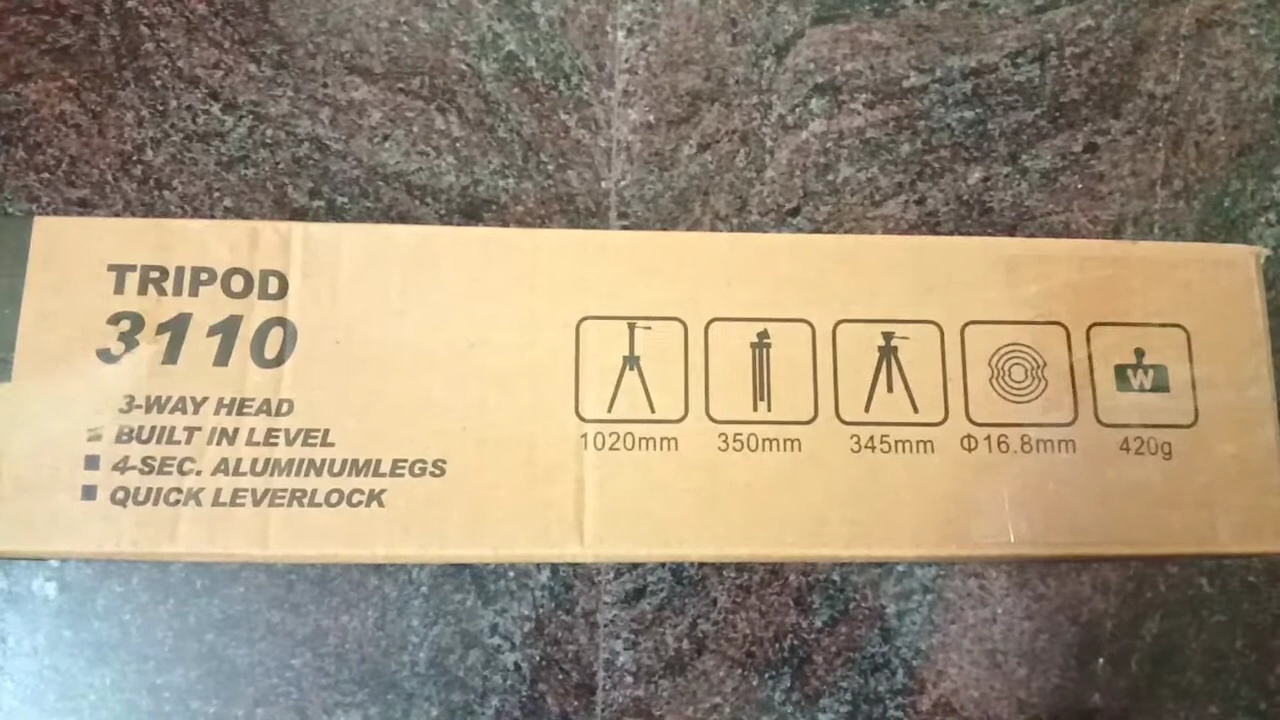 TRIPOD
3110
3-WAY HEAD
BUILT IN LEVEL
4-SEC. ALUMINUMLEGS
QUICK LEVERLOCK
1020mm 350mm 345mm Φ16.8mm 420g
W